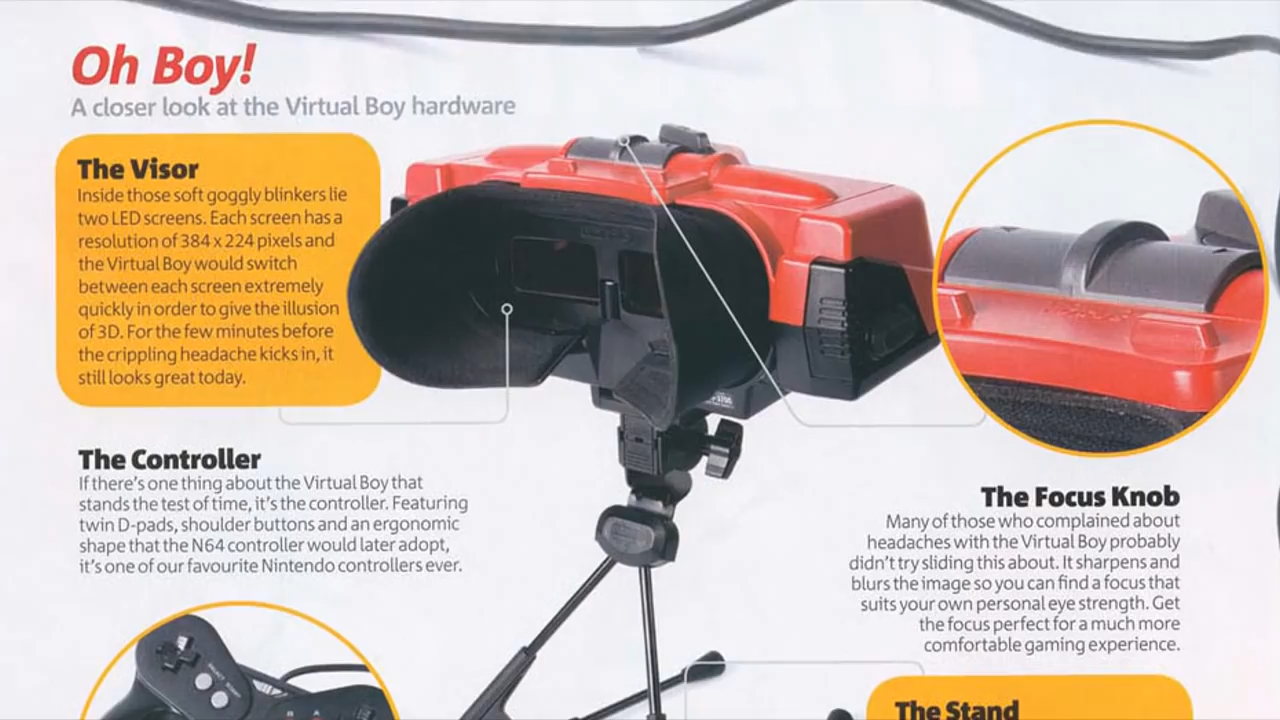 Oh Boy!
A closer look at the Virtual Boy hardware
The Visor
Inside those soft goggly blinkers lie
two LED screens. Each screen has a
resolution of 384 x 224 pixels and
the Virtual Boy would switch
between each screen extremely
quickly in order to give the illusion
of 3D. For the few minutes before
the crippling headache kicks in, it
still looks great today.
The Controller
If there's one thing about the Virtual Boy that
stands the test of time, it's the controller. Featuring
twin D-pads, shoulder buttons and an ergonomic
shape that the N64 controller would later adopt,
it's one of our favourite Nintendo controllers ever.
The Focus Knob
Many of those who complained about
headaches with the Virtual Boy probably
didn't try sliding this about. It sharpens and
blurs the image so you can find a focus that
suits your own personal eye strength. Get
the focus perfect for a much more
comfortable gaming experience.
SELECT START
B A
The Stand